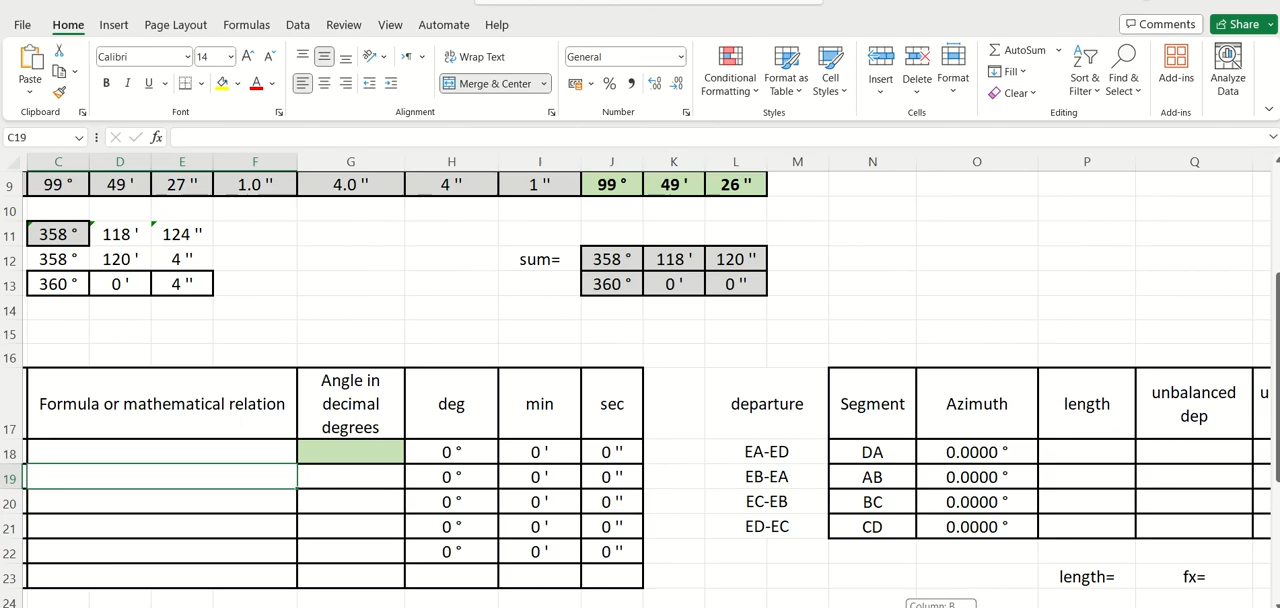 File Home Insert Page Layout Formulas Data Review View Automate Help Comments Share
Paste Calibri 14 A^ Aˇ Wrap Text General Conditional Formatting Format as Table Cell Styles Insert Delete Format AutoSum Sort & Filter Find & Select Add-ins Analyze Data
B I U A Merge & Center % , Fill
Clear
Clipboard Font Alignment Number Styles Cells Editing Add-ins
C19 fx
C D E F G H I J K L M N O P Q
9 99 ° 49 ' 27 '' 1.0 '' 4.0 '' 4 '' 1 '' 99 ° 49 ' 26 ''
10
11 358 ° 118 ' 124 ''
12 358 ° 120 ' 4 '' sum= 358 ° 118 ' 120 ''
13 360 ° 0 ' 4 '' 360 ° 0 ' 0 ''
14
15
16
17 Formula or mathematical relation Angle in decimal degrees deg min sec departure Segment Azimuth length unbalanced dep u
18 0 ° 0 ' 0 '' EA-ED DA 0.0000 °
19 0 ° 0 ' 0 '' EB-EA AB 0.0000 °
20 0 ° 0 ' 0 '' EC-EB BC 0.0000 °
21 0 ° 0 ' 0 '' ED-EC CD 0.0000 °
22 0 ° 0 ' 0 ''
23 length= fx=
24 Column: B